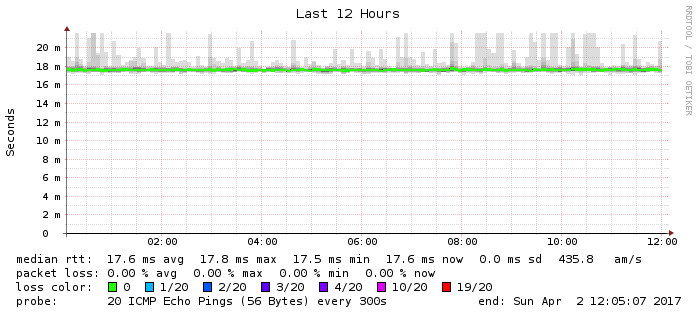 Last 12 Hours
RRDTOOL / TOBI OETIKER
Seconds
20 m
18 m
16 m
14 m
12 m
10 m
8 m
6 m
4 m
2 m
0
02:00 04:00 06:00 08:00 10:00 12:00
median rtt: 17.6 ms avg 17.8 ms max 17.5 ms min 17.6 ms now 0.0 ms sd 435.8 am/s
packet loss: 0.00 % avg 0.00 % max 0.00 % min 0.00 % now
loss color: 0 1/20 2/20 3/20 4/20 10/20 19/20
probe: 20 ICMP Echo Pings (56 Bytes) every 300s end: Sun Apr 2 12:05:07 2017